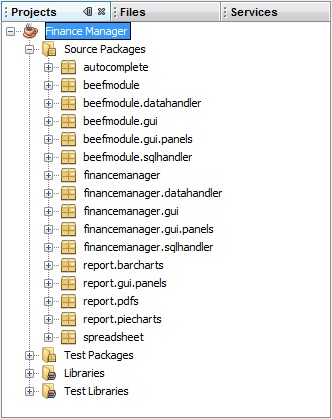 Projects Files Services
Finance Manager
Source Packages
autocomplete
beefmodule
beefmodule.datahandler
beefmodule.gui
beefmodule.gui.panels
beefmodule.sqlhandler
financemanager
financemanager.datahandler
financemanager.gui
financemanager.gui.panels
financemanager.sqlhandler
report.barcharts
report.gui.panels
report.pdfs
report.piecharts
spreadsheet
Test Packages
Libraries
Test Libraries